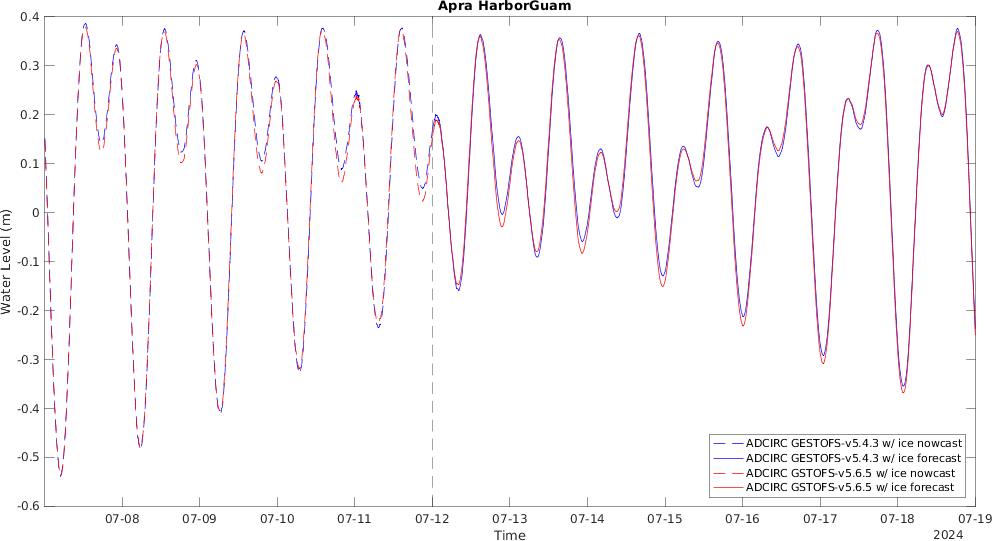 Apra HarborGuam
Water Level (m)
0.4
0.3
0.2
0.1
0
-0.1
-0.2
-0.3
-0.4
-0.5
-0.6
ADCIRC GESTOFS-v5.4.3 w/ ice nowcast
ADCIRC GESTOFS-v5.4.3 w/ ice forecast
ADCIRC GSTOFS-v5.6.5 w/ ice nowcast
ADCIRC GSTOFS-v5.6.5 w/ ice forecast
07-08 07-09 07-10 07-11 07-12 07-13 07-14 07-15 07-16 07-17 07-18 07-19
Time
2024